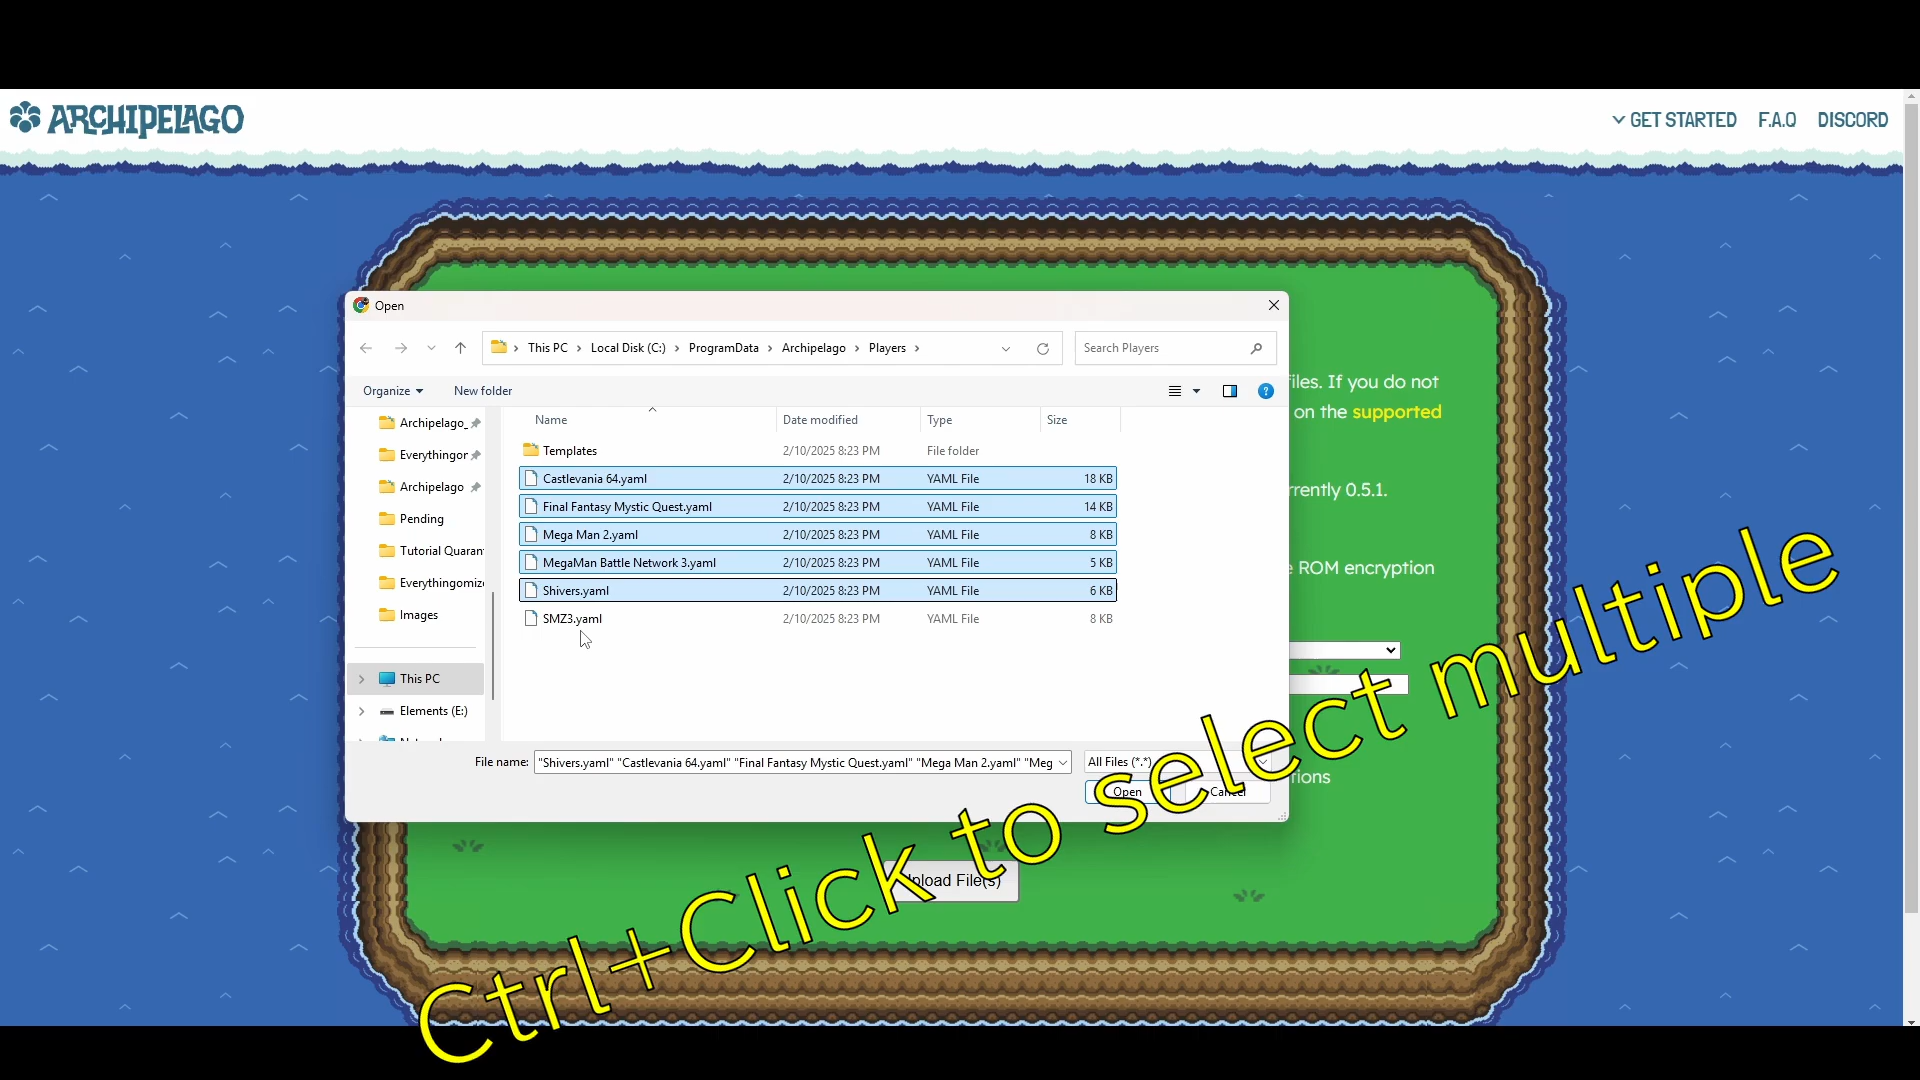 ARCHIPELAGO
GET STARTED F.A.Q DISCORD
Open
This PC Local Disk (C:) ProgramData Archipelago Players
Search Players
Organize New folder
Name Date modified Type Size
Templates 2/10/2025 8:23 PM File folder
Castlevania 64.yaml 2/10/2025 8:23 PM YAML File 18 KB
Final Fantasy Mystic Quest.yaml 2/10/2025 8:23 PM YAML File 14 KB
Mega Man 2.yaml 2/10/2025 8:23 PM YAML File 8 KB
MegaMan Battle Network 3.yaml 2/10/2025 8:23 PM YAML File 5 KB
Shivers.yaml 2/10/2025 8:23 PM YAML File 6 KB
SMZ3.yaml 2/10/2025 8:23 PM YAML File 8 KB
Archipelago_
Everythingor
Archipelago
Pending
Tutorial Quaran
Everythingomize
Images
This PC
Elements (E:)
File name: "Shivers.yaml" "Castlevania 64.yaml" "Final Fantasy Mystic Quest.yaml" "Mega Man 2.yaml" "Meg
All Files (*.*)
Open Cancel
files. If you do not
on the supported
rrently 0.5.1.
e ROM encryption
tions
Upload File(s)
Ctrl+Click to select multiple